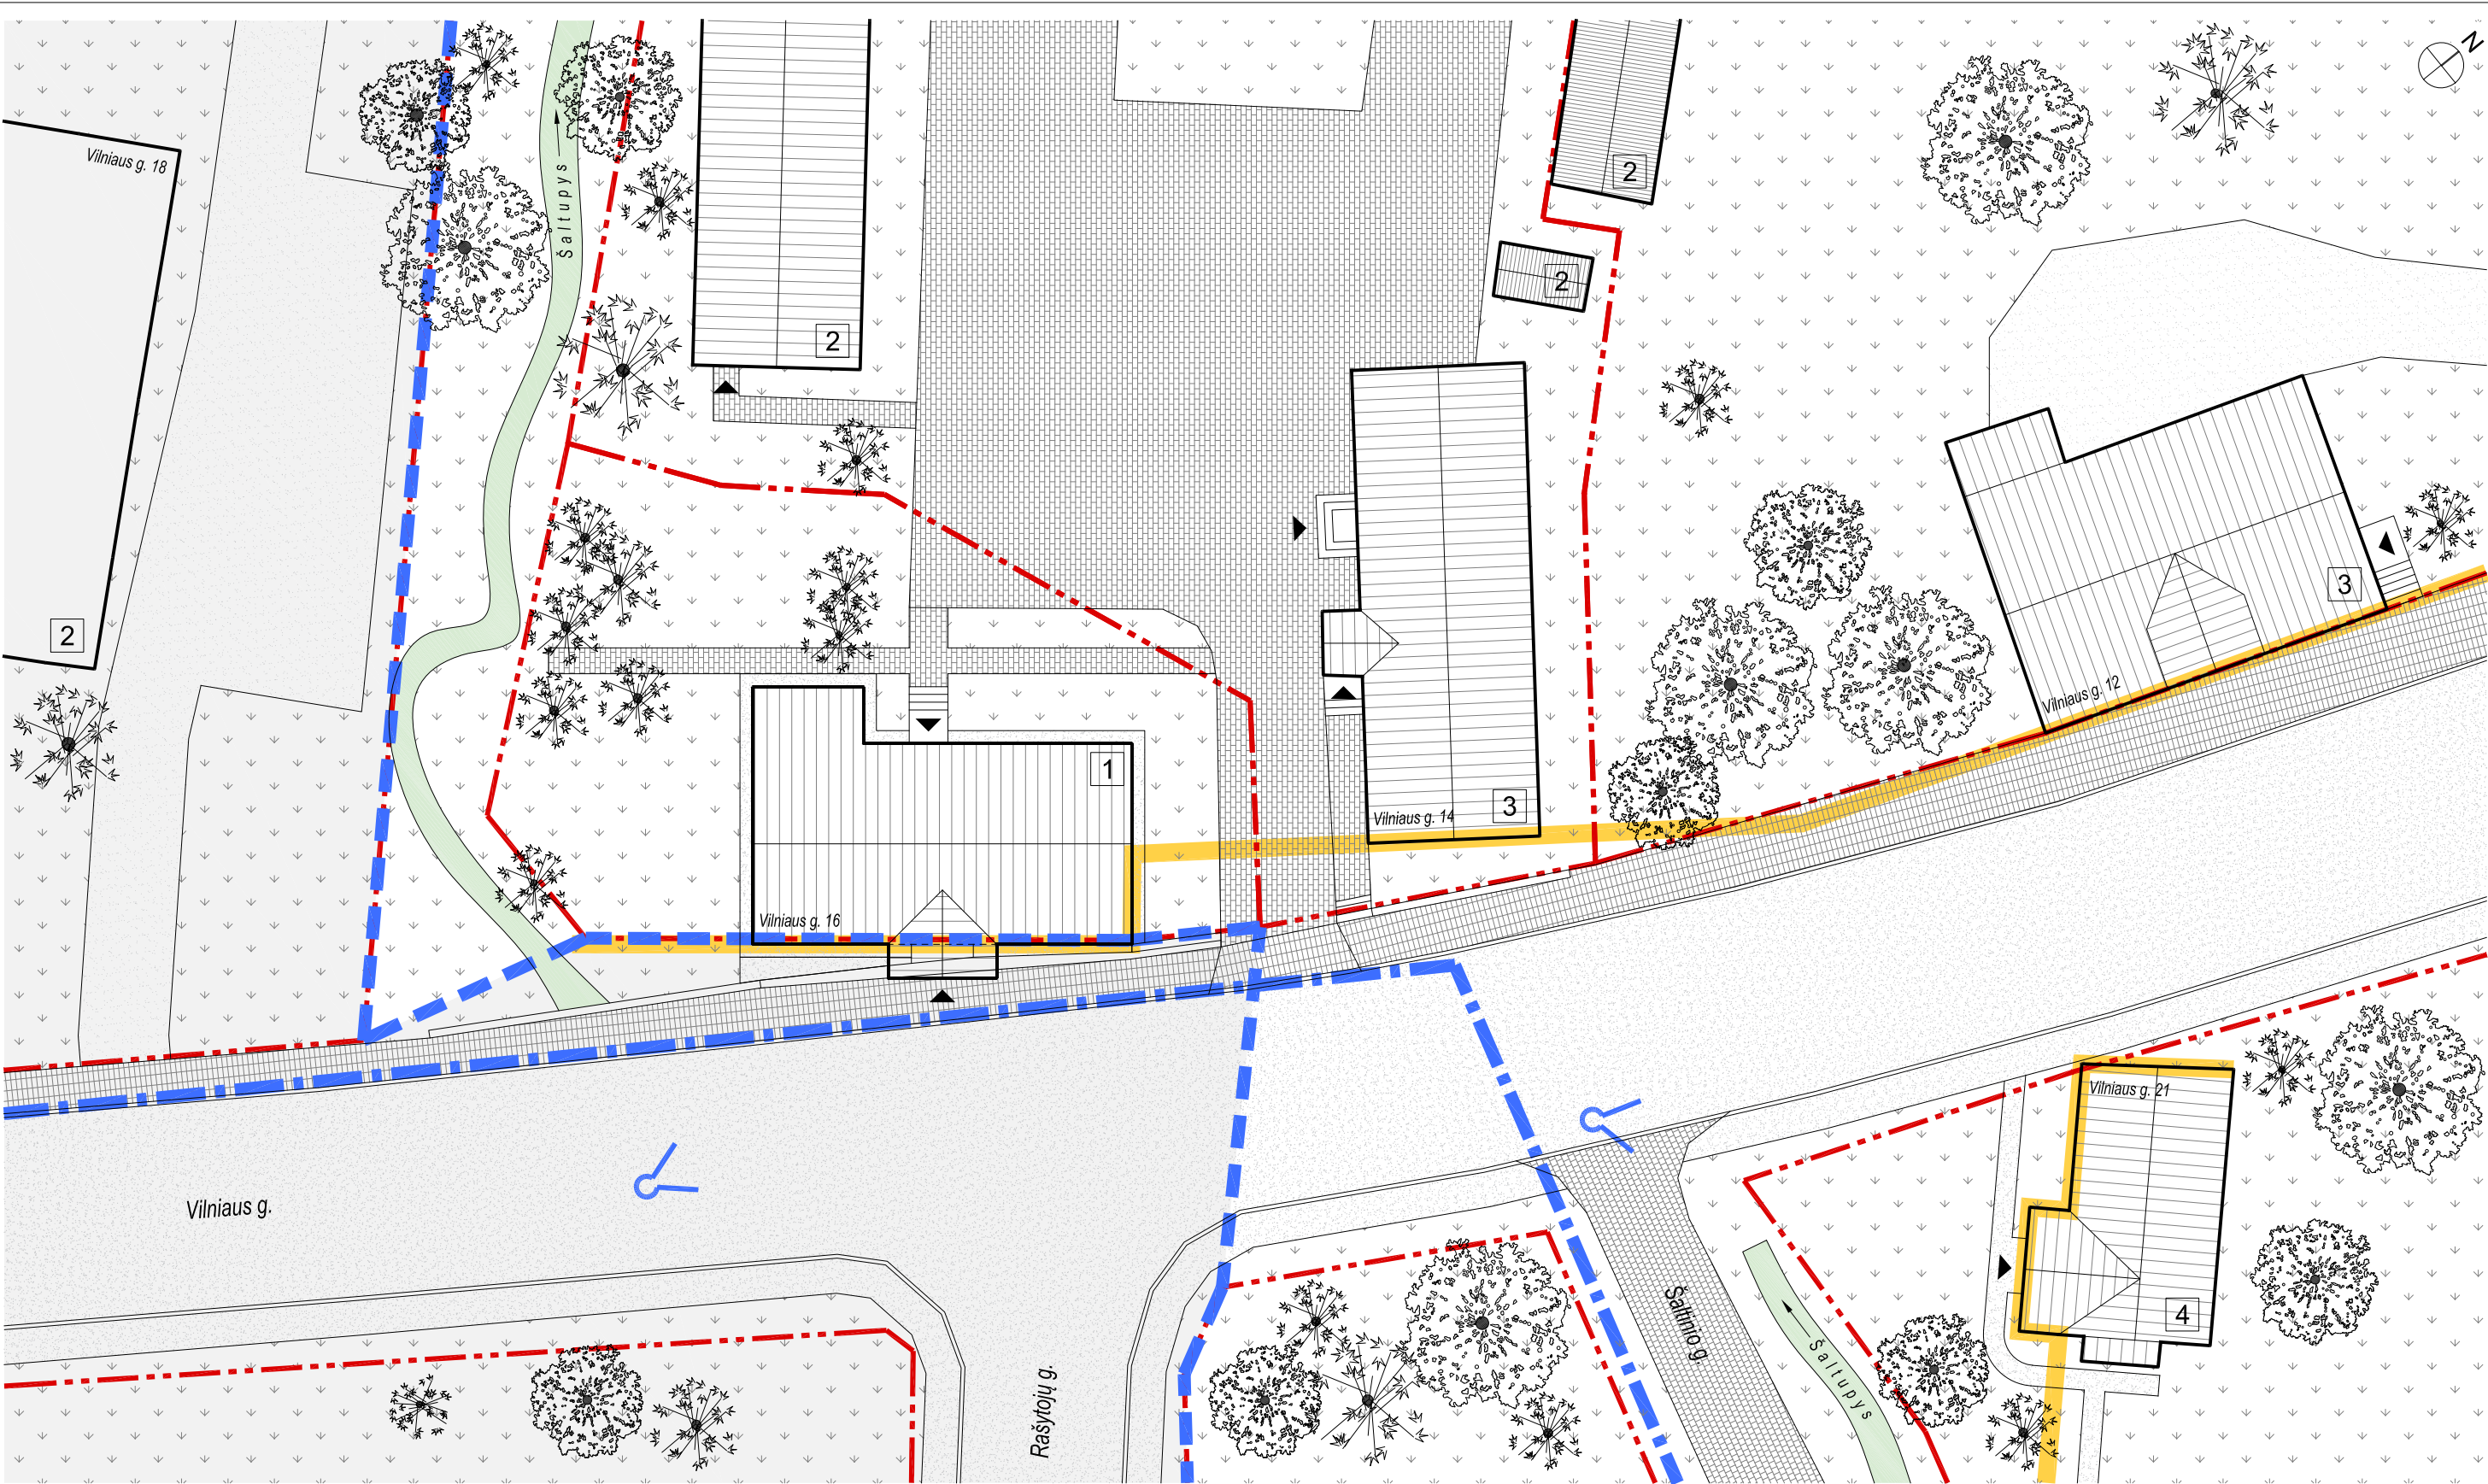 N
Vilniaus g. 18
2
Šaltupys
2
2
2
3
2
Vilniaus g. 12
1
3
Vilniaus g. 14
Vilniaus g. 16
Vilniaus g. 21
Vilniaus g.
Šaltinio g.
4
Šaltupys
Rašytojų g.